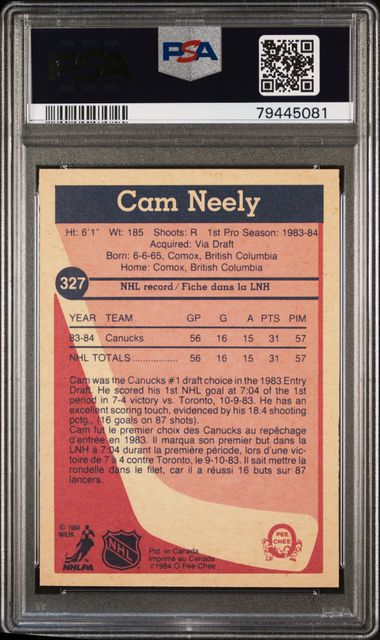 PSA
PSA
79445081
Cam Neely
Ht: 6'1" Wt: 185 Shoots: R 1st Pro Season: 1983-84
Acquired: Via Draft
Born: 6-6-65, Comox, British Columbia
Home: Comox, British Columbia
327 NHL record/Fiche dans la LNH
YEAR TEAM GP G A PTS PIM
83-84 Canucks 56 16 15 31 57
NHL TOTALS................. 56 16 15 31 57
Cam was the Canucks #1 draft choice in the 1983 Entry
Draft. He scored his 1st NHL goal at 7:04 of the 1st
period in 7-4 victory vs. Toronto, 10-9-83. He has an
excellent scoring touch, evidenced by his 18.4 shooting
pctg., (16 goals on 87 shots).
Cam fut le premier choix des Canucks au repêchage
d'entrée en 1983. Il marqua son premier but dans la
LNH à 7:04 durant la première période, lors d'une vic-
toire de 7 à 4 contre Toronto, le 9-10-83. Il sait mettre la
rondelle dans le filet, car il a réussi 16 buts sur 87
lancers.
© 1984
NHLPA
NHLPA
NHL
Ptd. in Canada
Imprimé au Canada
© 1984 O-Pee-Chee
O
PEE
CHEE